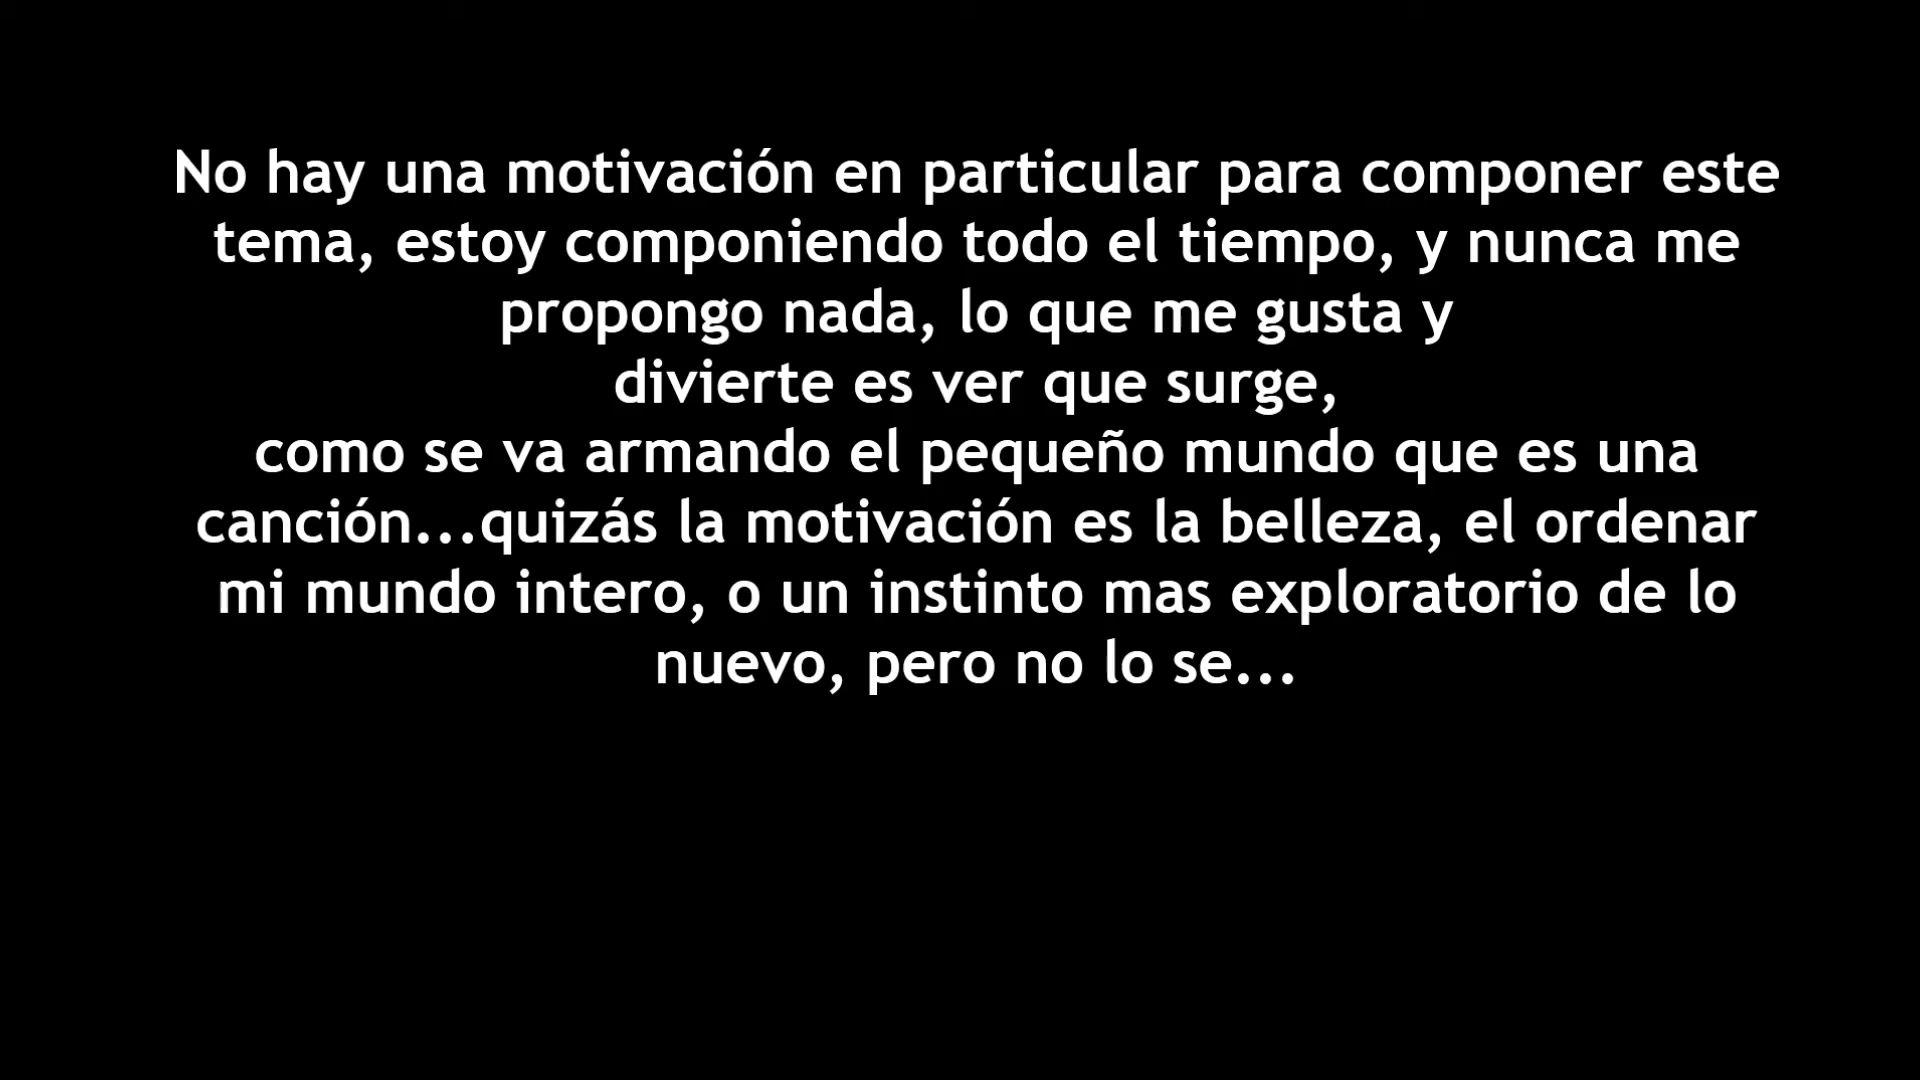 No hay una motivación en particular para componer este
tema, estoy componiendo todo el tiempo, y nunca me
propongo nada, lo que me gusta y
divierte es ver que surge,
como se va armando el pequeño mundo que es una
canción...quizás la motivación es la belleza, el ordenar
mi mundo intero, o un instinto mas exploratorio de lo
nuevo, pero no lo se...